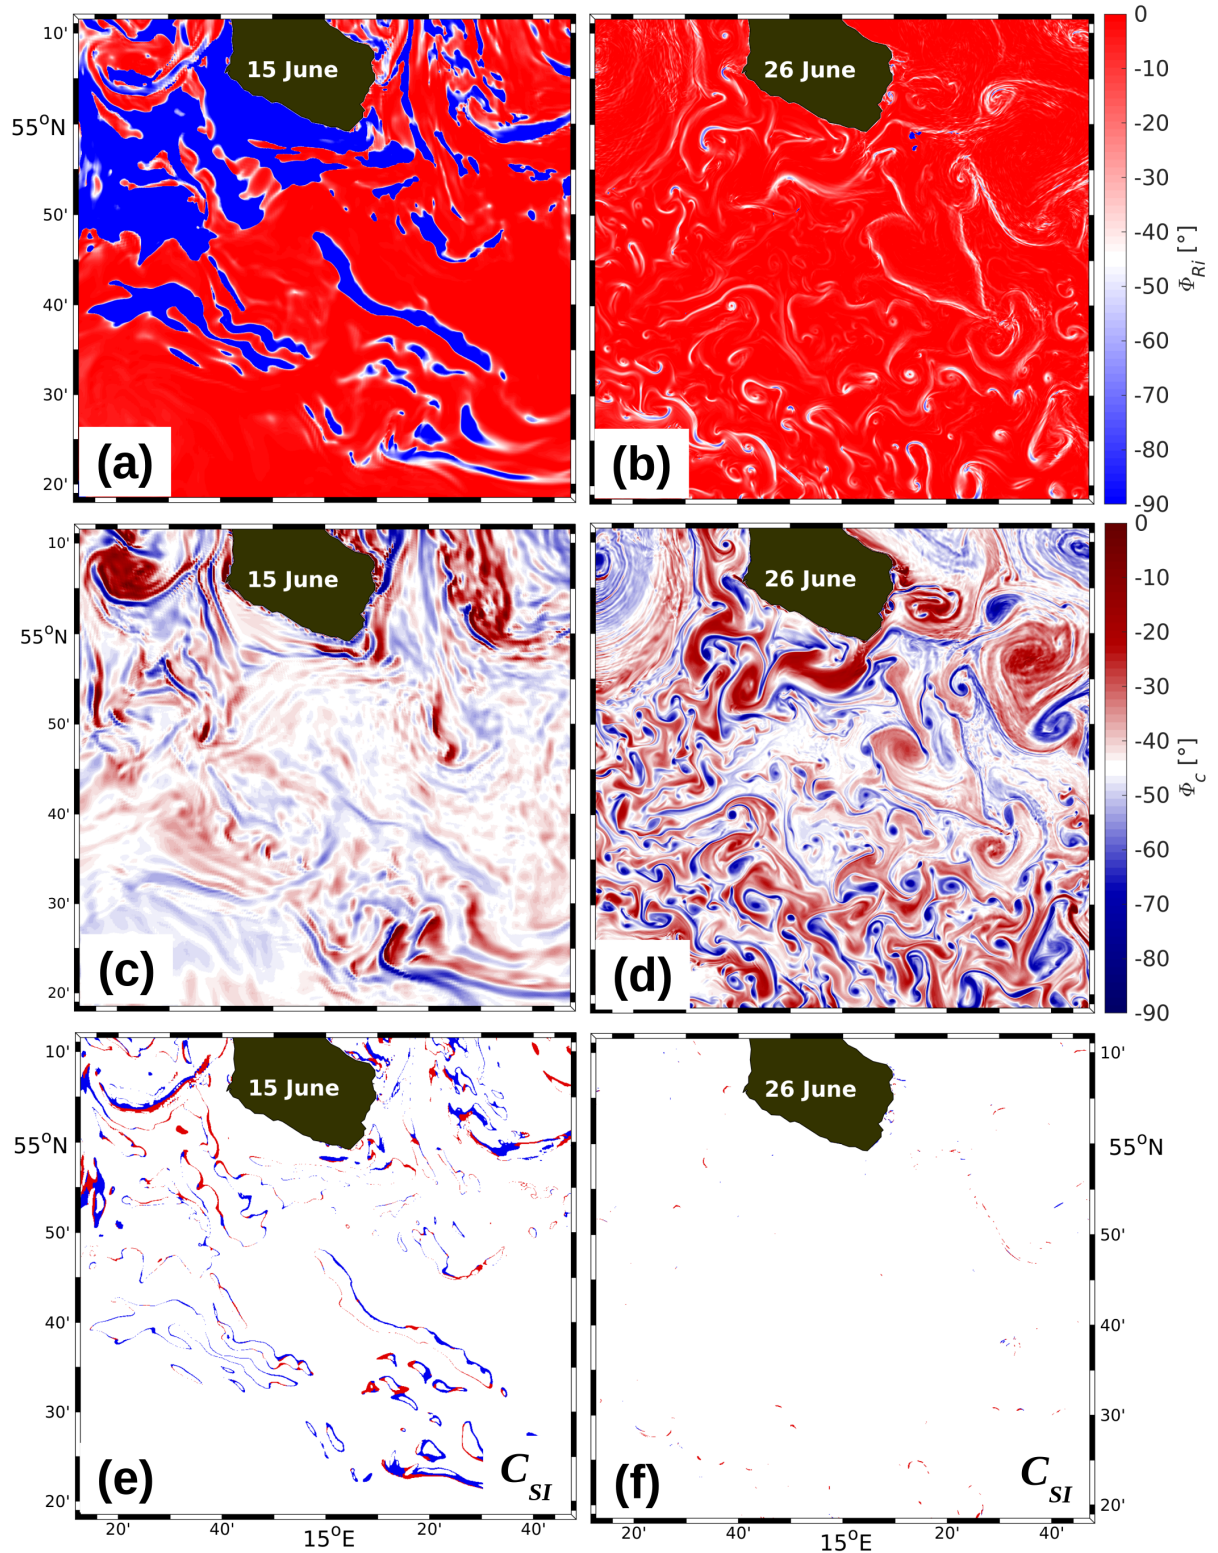 10'
15 June
26 June
55°N
50'
40'
30'
20'
(a)
(b)
0
-10
-20
-30
-40
-50
-60
-70
-80
-90
Φ_Ri [°]
10'
15 June
26 June
55°N
50'
40'
30'
20'
(c)
(d)
0
-10
-20
-30
-40
-50
-60
-70
-80
-90
Φ_C [°]
10'
15 June
26 June
10'
55°N
55°N
50'
50'
40'
40'
30'
30'
20'
20'
(e)
C_SI
(f)
C_SI
20' 40' 15°E 20' 40'
20' 40' 15°E 20' 40'